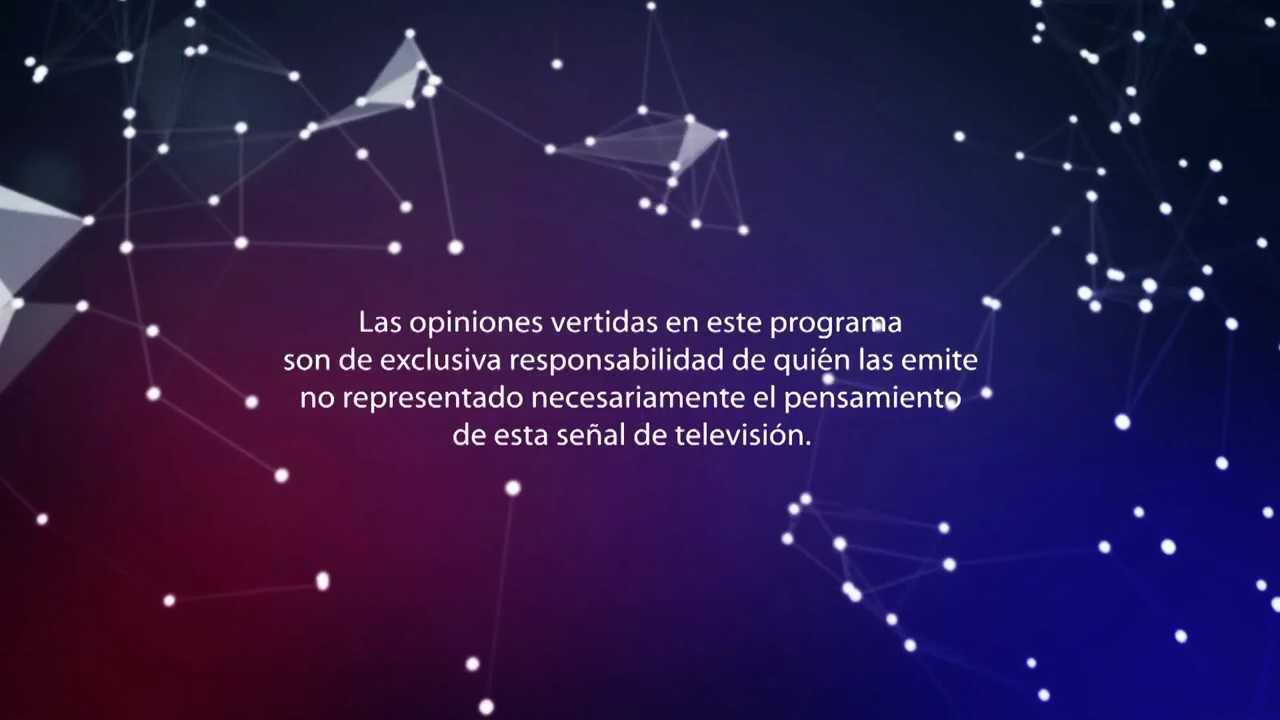 Las opiniones vertidas en este programa
son de exclusiva responsabilidad de quién las emite
no representado necesariamente el pensamiento
de esta señal de televisión.